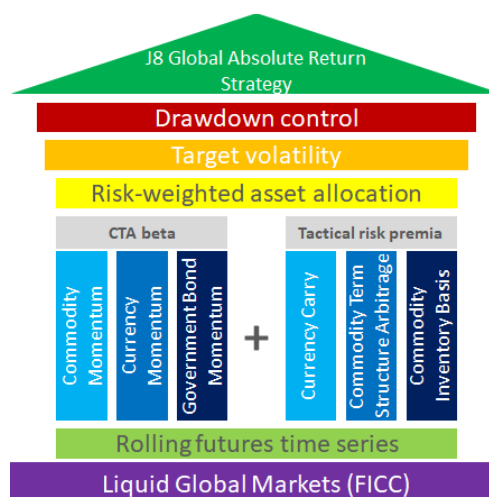 J8 Global Absolute Return
Strategy
Drawdown control
Target volatility
Risk-weighted asset allocation
CTA beta
Tactical risk premia
Commodity
Momentum
Currency
Momentum
Government Bond
Momentum
+
Currency Carry
Commodity Term
Structure Arbitrage
Commodity
Inventory Basis
Rolling futures time series
Liquid Global Markets (FICC)